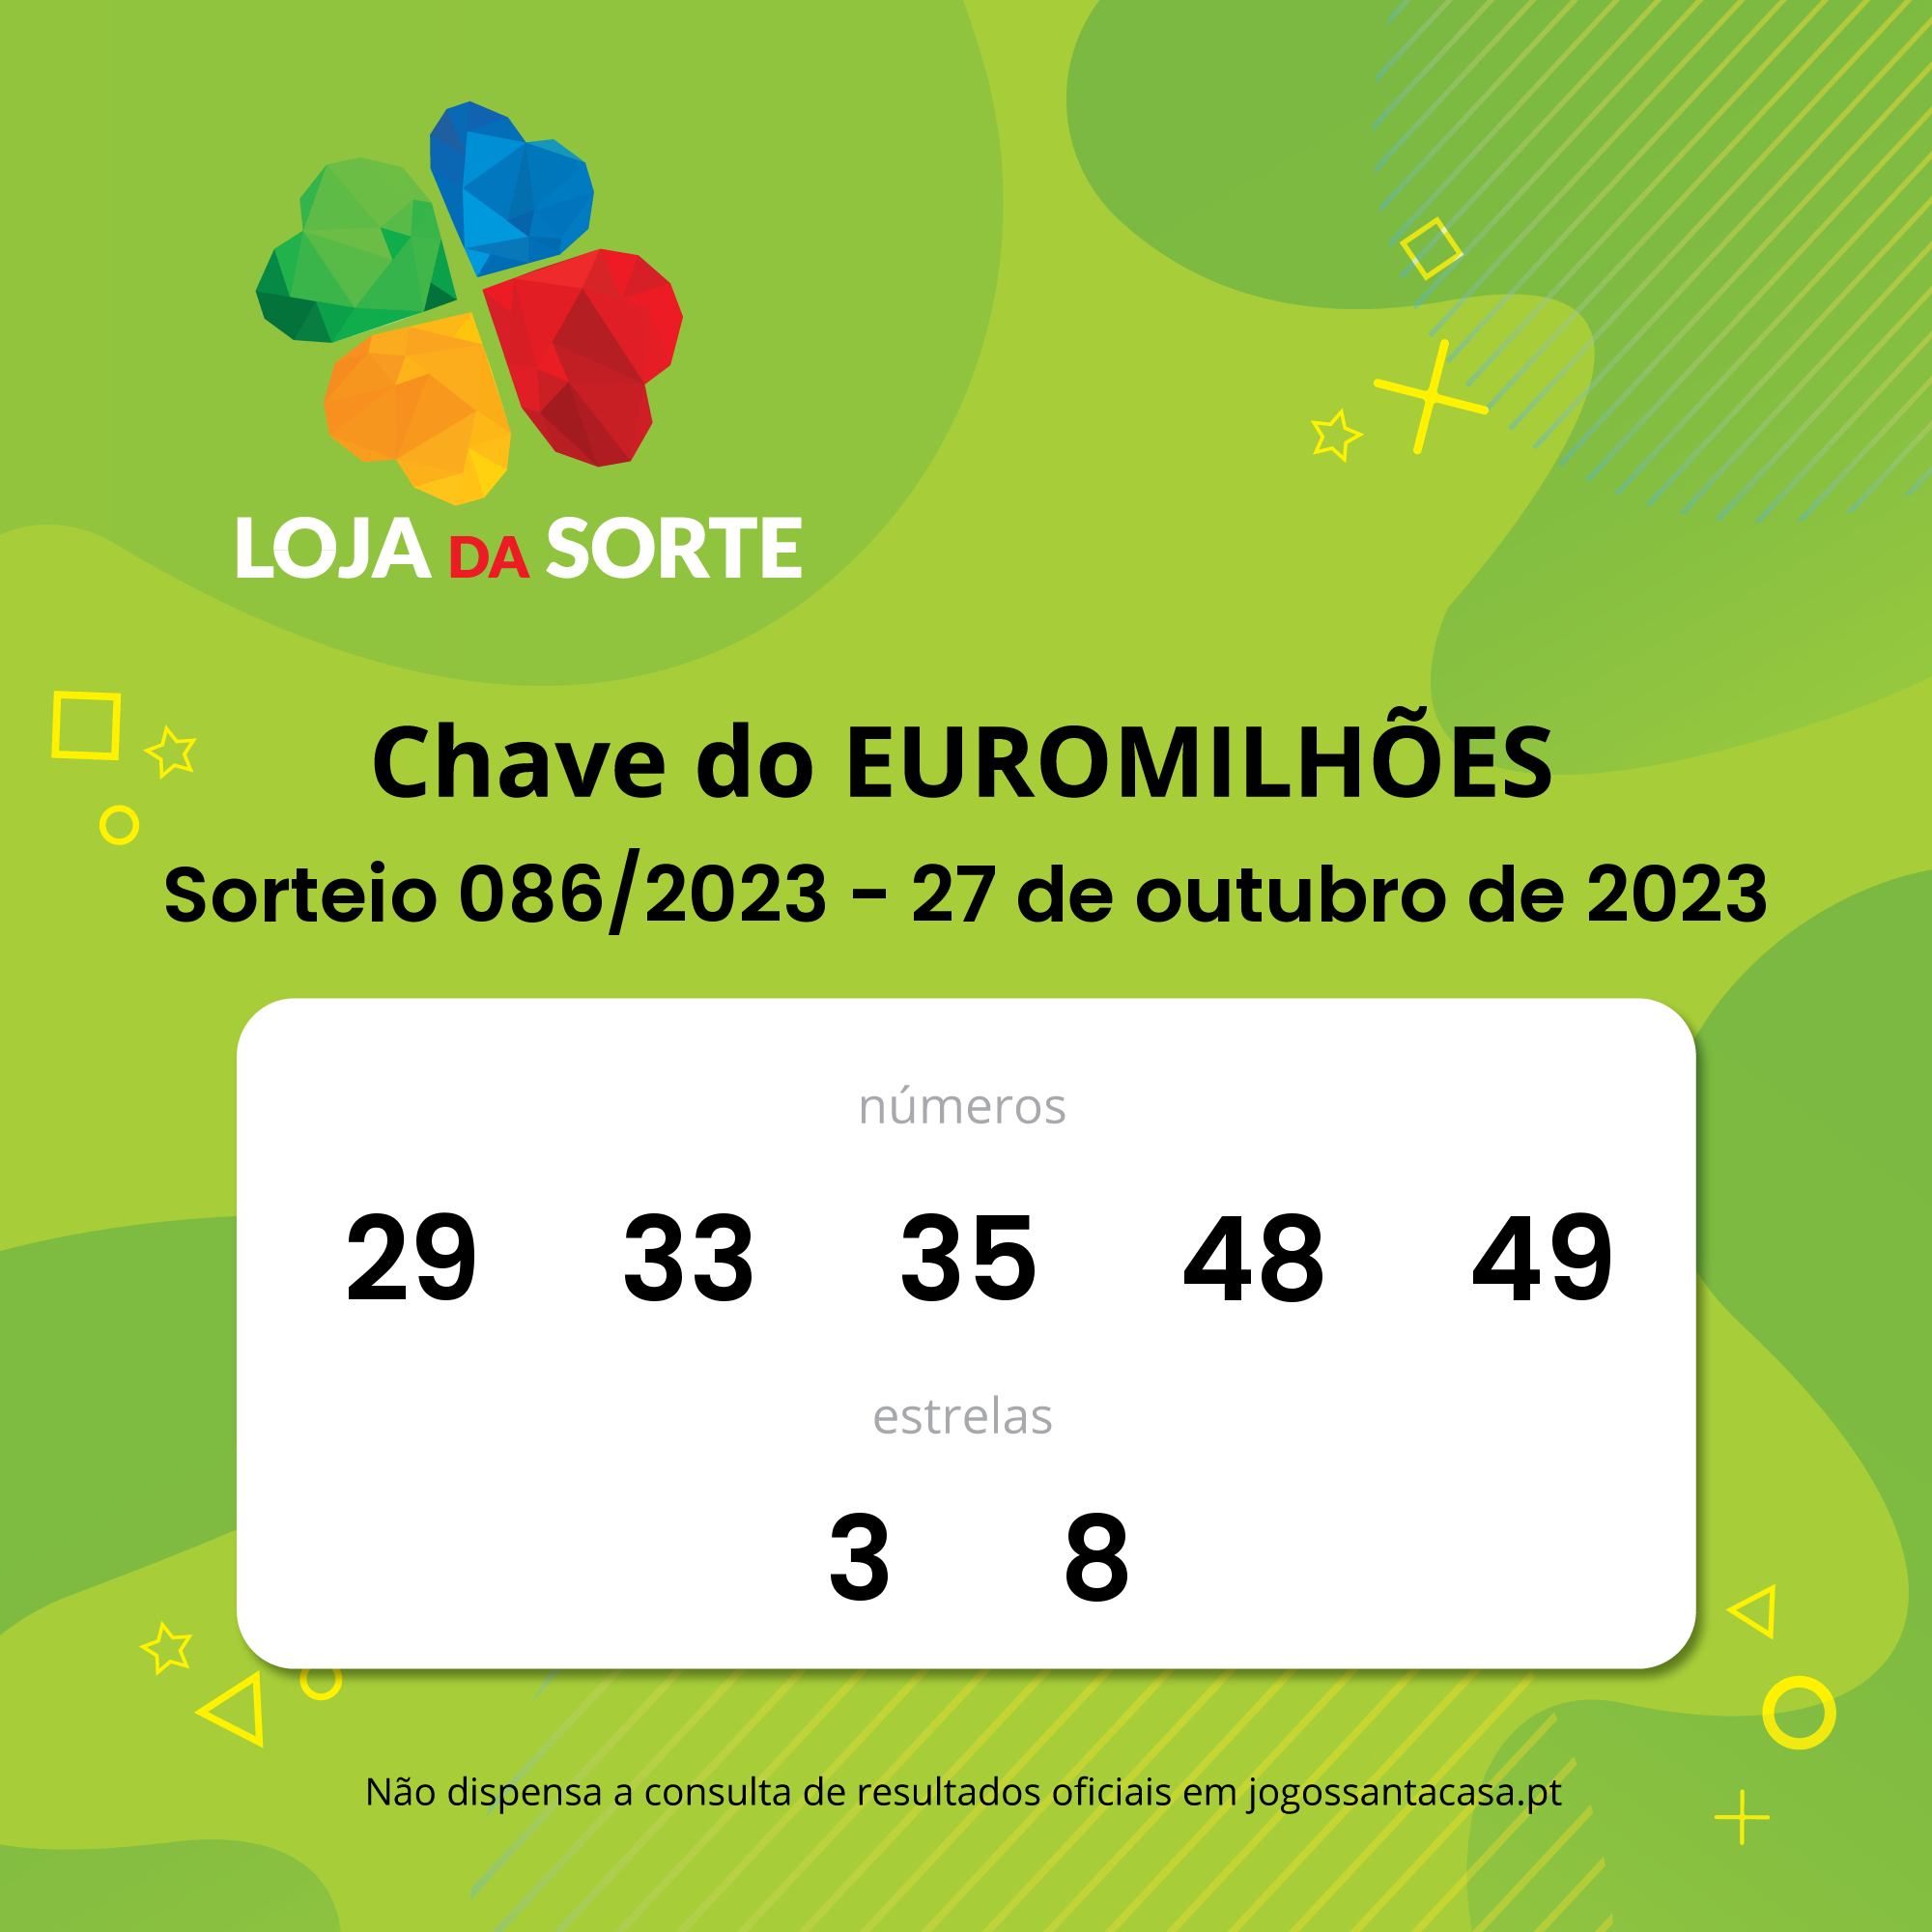 LOJA DA SORTE
Chave do EUROMILHÕES
Sorteio 086/2023 - 27 de outubro de 2023
números
29 33 35 48 49
estrelas
3 8
Não dispensa a consulta de resultados oficiais em jogossantacasa.pt